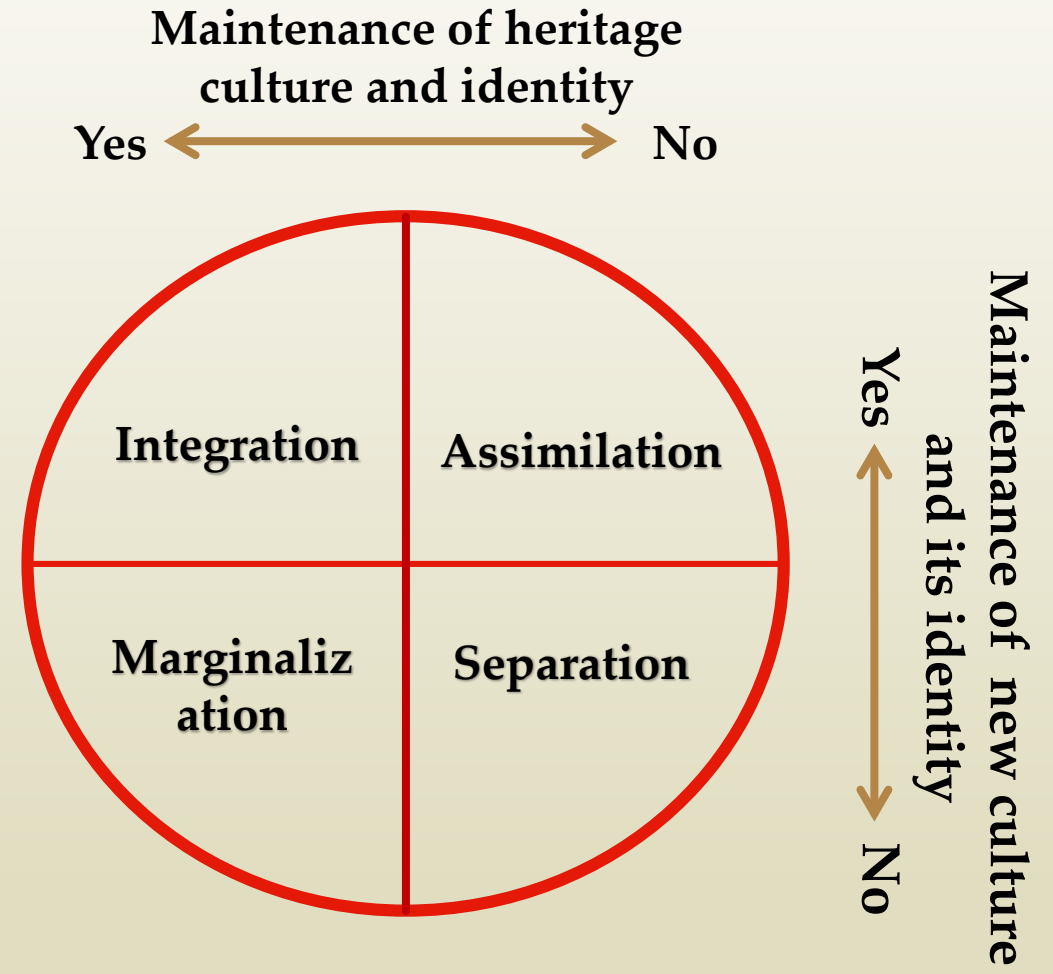 Maintenance of heritage
culture and identity
Yes
No
Integration
Assimilation
Marginaliz
ation
Separation
Yes
No
Maintenance of new culture
and its identity